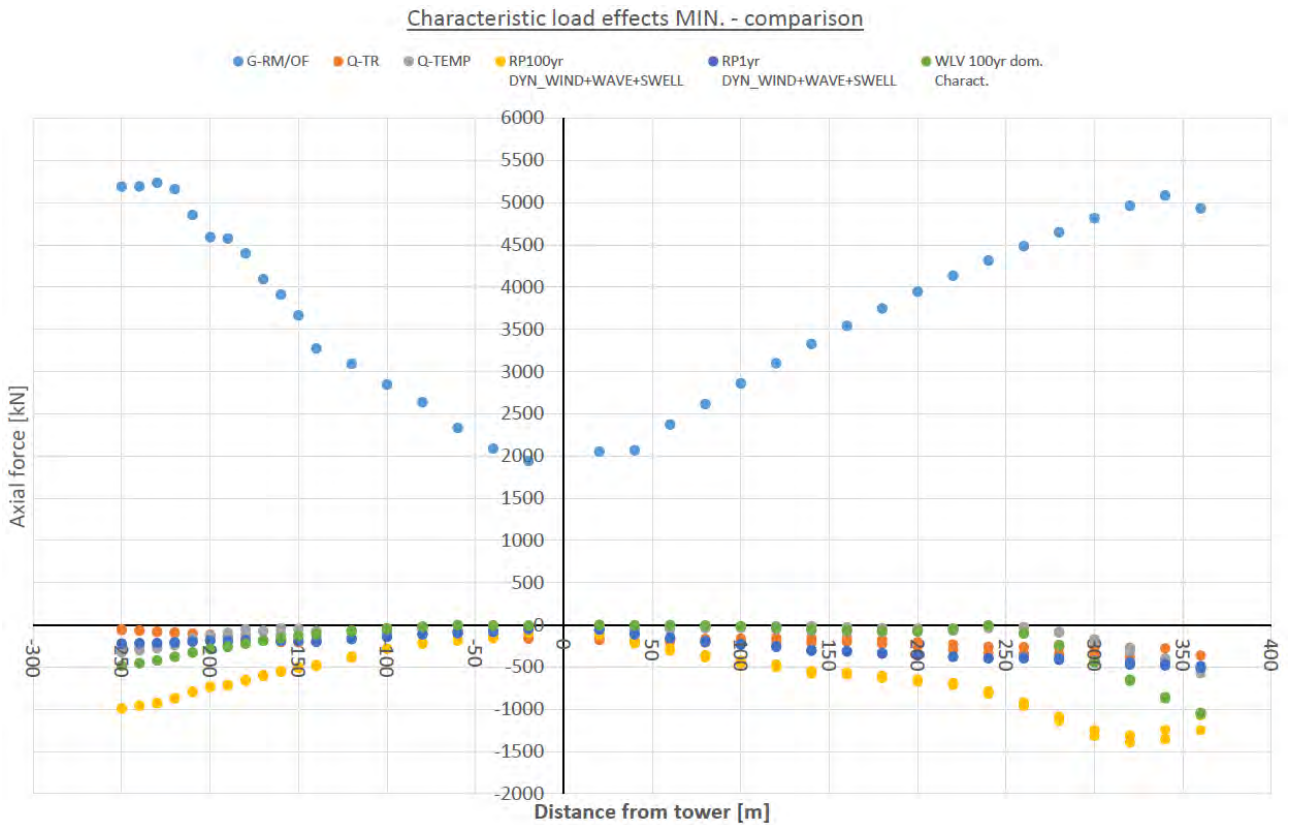 Characteristic load effects MIN. - comparison
G-RM/OF Q-TR Q-TEMP RP100yr RP1yr WLV 100yr dom.
DYN_WIND+WAVE+SWELL DYN_WIND+WAVE+SWELL Charact.
6000
5000
4500
4000
3500
3000
2500
2000
1500
1000
500
0
-300 -250 -200 -150 -100 -50 0 50 100 150 200 250 300 350 400
-500
-1000
-1500
-2000
Axial force [kN]
Distance from tower [m]